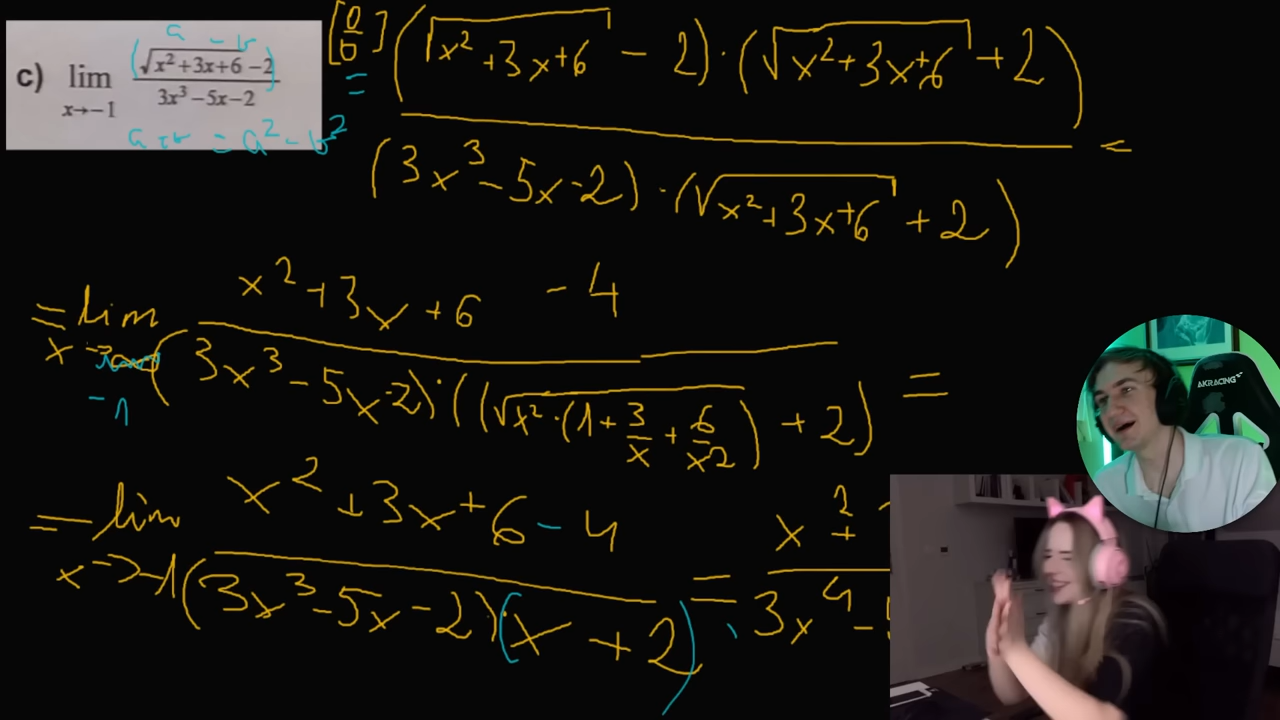 c) lim x→-1 (√(x²+3x+6) -2) / (3x³-5x-2)
a - b
a+b = a² - b²
[0/0] = (√(x²+3x+6) - 2)·(√(x²+3x+6) + 2) / (3x³-5x-2)·(√(x²+3x+6) + 2) =
= lim x→ -1 x²+3x+6 - 4 / (3x³-5x-2)·((√x²·(1+3/x+6/x²)) + 2) =
= lim x→-1 x²+3x+6-4 / (3x³-5x-2)·(x+2) = x²+ / 3x⁴-
AKRACING